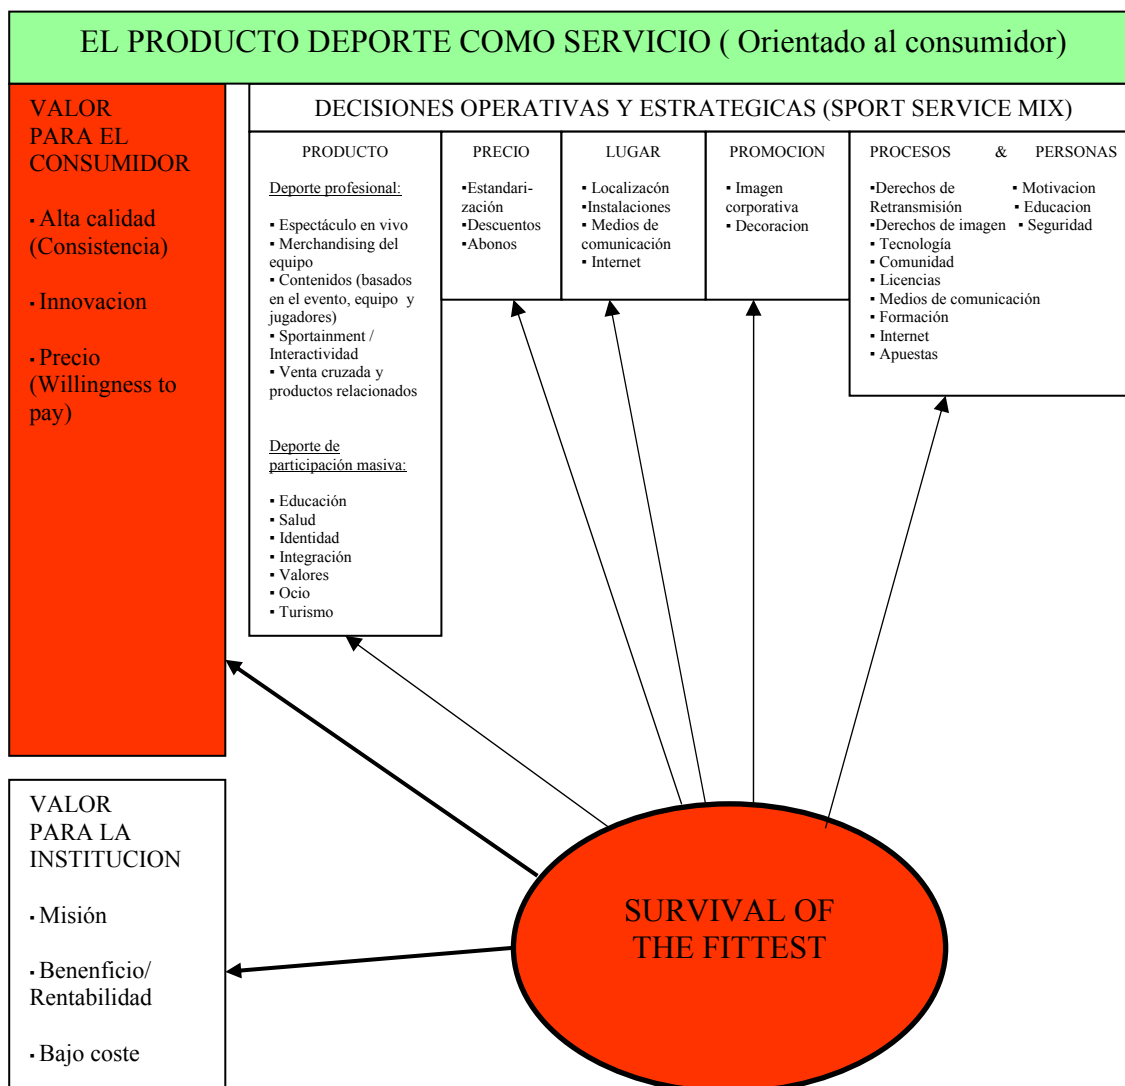 EL PRODUCTO DEPORTE COMO SERVICIO ( Orientado al consumidor)
VALOR
PARA EL
CONSUMIDOR
▪ Alta calidad
(Consistencia)
▪ Innovacion
▪ Precio
(Willingness to
pay)
DECISIONES OPERATIVAS Y ESTRATEGICAS (SPORT SERVICE MIX)
PRODUCTO
Deporte profesional:
▪ Espectáculo en vivo
▪ Merchandising del
equipo
▪ Contenidos (basados
en el evento, equipo y
jugadores)
▪ Sportainment /
Interactividad
▪ Venta cruzada y
productos relacionados
Deporte de
participación masiva:
▪ Educación
▪ Salud
▪ Identidad
▪ Integración
▪ Valores
▪ Ocio
▪ Turismo
PRECIO
▪Estandari-
zación
▪Descuentos
▪Abonos
LUGAR
▪ Localizacón
▪Instalaciones
▪ Medios de
comunicación
▪ Internet
PROMOCION
▪ Imagen
corporativa
▪ Decoracion
PROCESOS & PERSONAS
▪Derechos de
Retransmisión
▪Derechos de imagen
▪ Tecnología
▪ Comunidad
▪ Licencias
▪ Medios de comunicación
▪ Formación
▪ Internet
▪ Apuestas
▪ Motivacion
▪ Educacion
▪ Seguridad
VALOR
PARA LA
INSTITUCION
▪ Misión
▪ Benenficio/
Rentabilidad
▪ Bajo coste
SURVIVAL OF
THE FITTEST